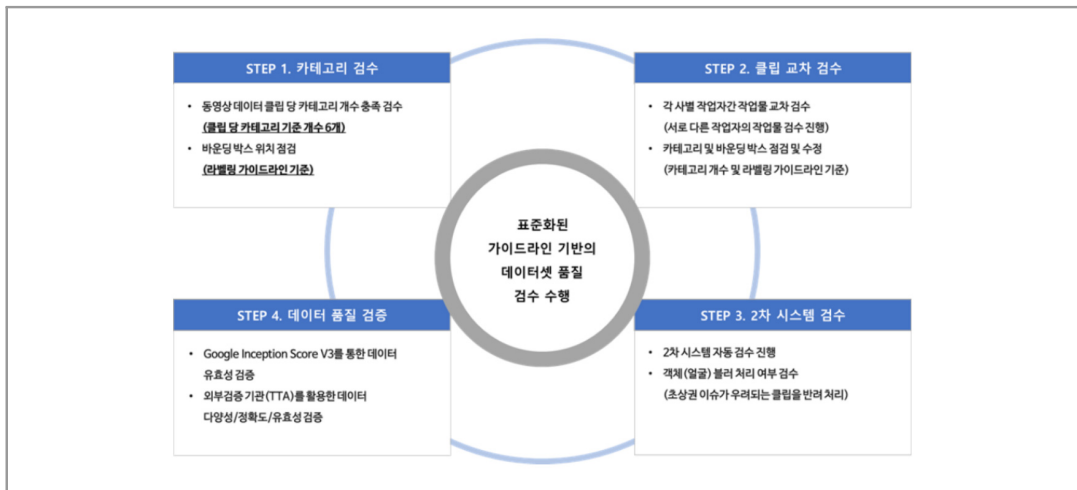 STEP 1. 카테고리 검수
• 동영상 데이터 클립 당 카테고리 개수 충족 검수
(클립 당 카테고리 기준 개수 6개)
• 바운딩 박스 위치 점검
(라벨링 가이드라인 기준)
STEP 2. 클립 교차 검수
• 각 사별 작업자간 작업물 교차 검수
(서로 다른 작업자의 작업물 검수 진행)
• 카테고리 및 바운딩 박스 점검 및 수정
(카테고리 개수 및 라벨링 가이드라인 기준)
표준화된
가이드라인 기반의
데이터셋 품질
검수 수행
STEP 3. 2차 시스템 검수
• 2차 시스템 자동 검수 진행
• 객체(얼굴) 블러 처리 여부 검수
(초상권 이슈가 우려되는 클립을 반려 처리)
STEP 4. 데이터 품질 검증
• Google Inception Score V3를 통한 데이터
유효성 검증
• 외부검증 기관(TTA)를 활용한 데이터
다양성/정확도/유효성 검증